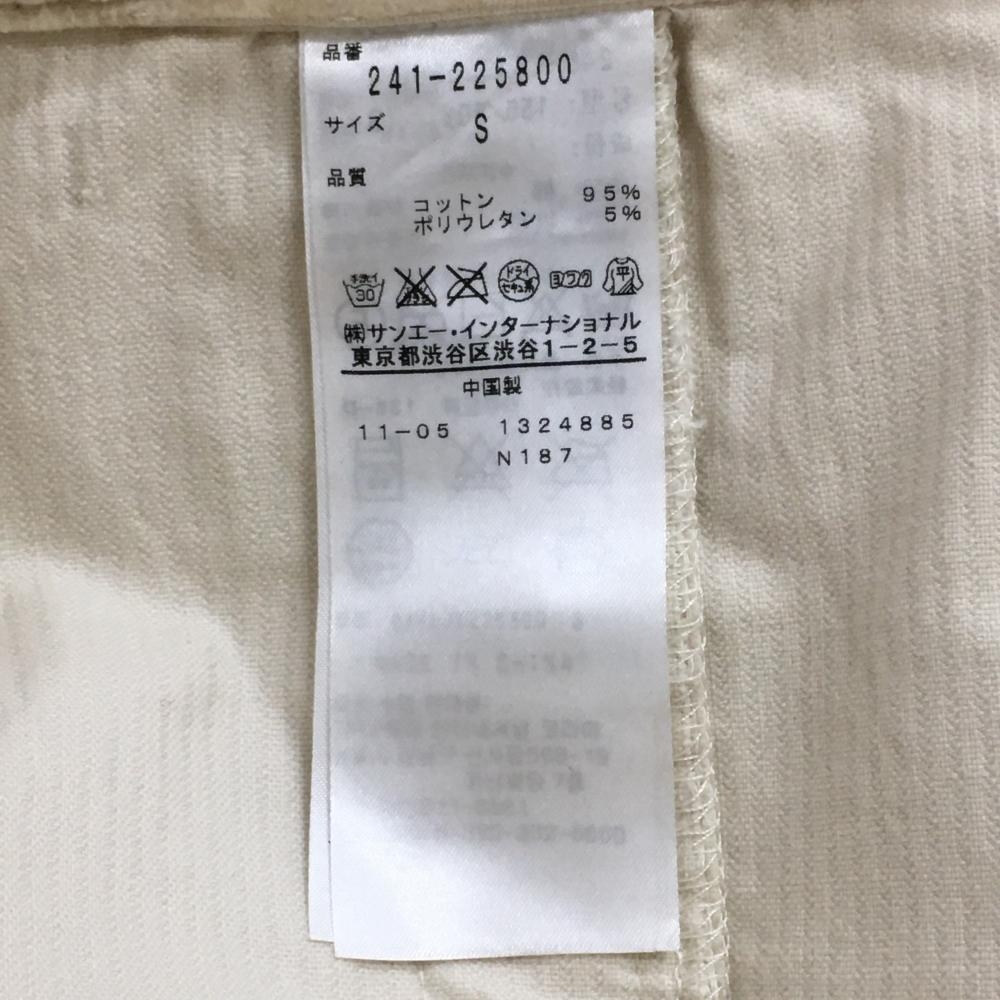 品番
241-225800
サイズ S
品質
コットン 95%
ポリウレタン 5%
手洗イ 30 ドライ セキユ系 ヨワク 平
㈱サンエー・インターナショナル
東京都渋谷区渋谷1-2-5
中国製
11-05 1324885
N187